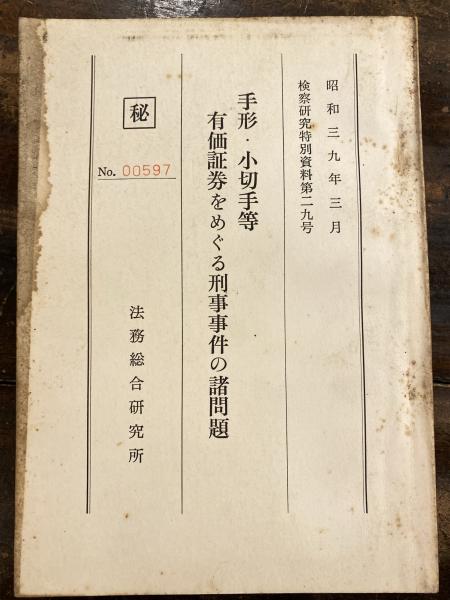 昭和三九年三月
検察研究特別資料第二九号
手形・小切手等
有価証券をめぐる刑事事件の諸問題
秘
No. 00597
法務総合研究所